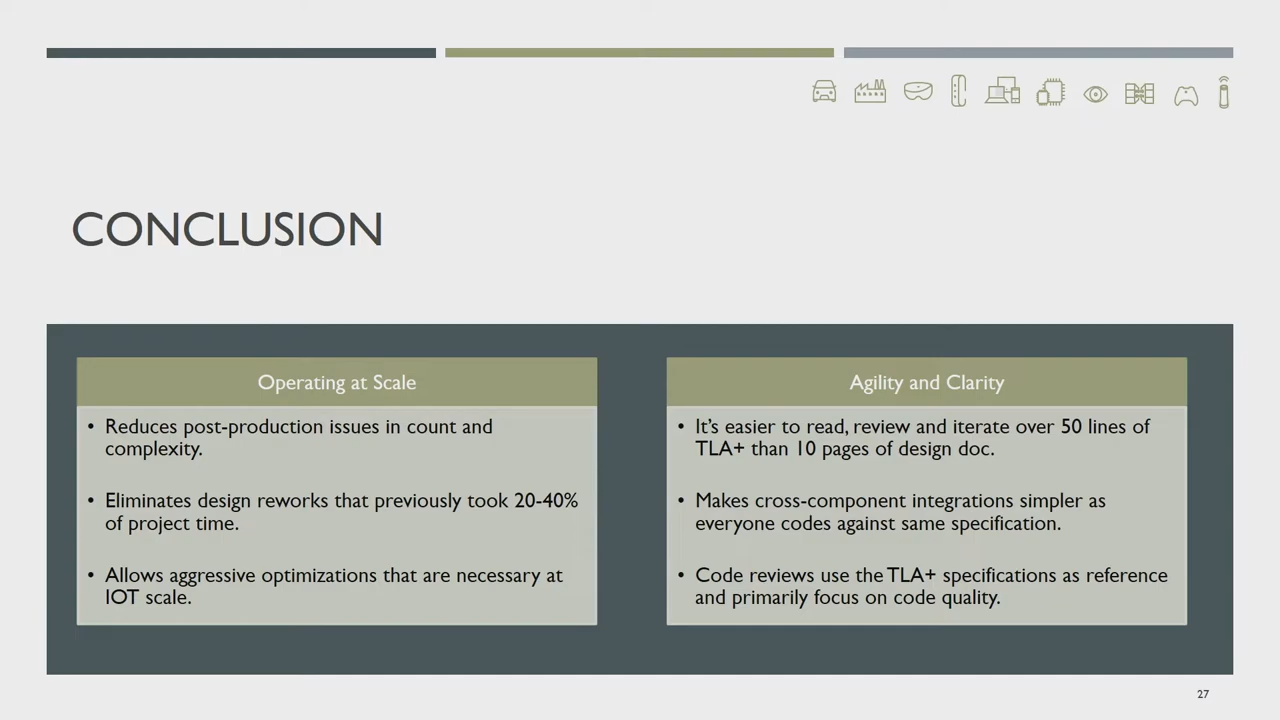 CONCLUSION
Operating at Scale
• Reduces post-production issues in count and
complexity.
• Eliminates design reworks that previously took 20-40%
of project time.
• Allows aggressive optimizations that are necessary at
IOT scale.
Agility and Clarity
• It's easier to read, review and iterate over 50 lines of
TLA+ than 10 pages of design doc.
• Makes cross-component integrations simpler as
everyone codes against same specification.
• Code reviews use the TLA+ specifications as reference
and primarily focus on code quality.
27